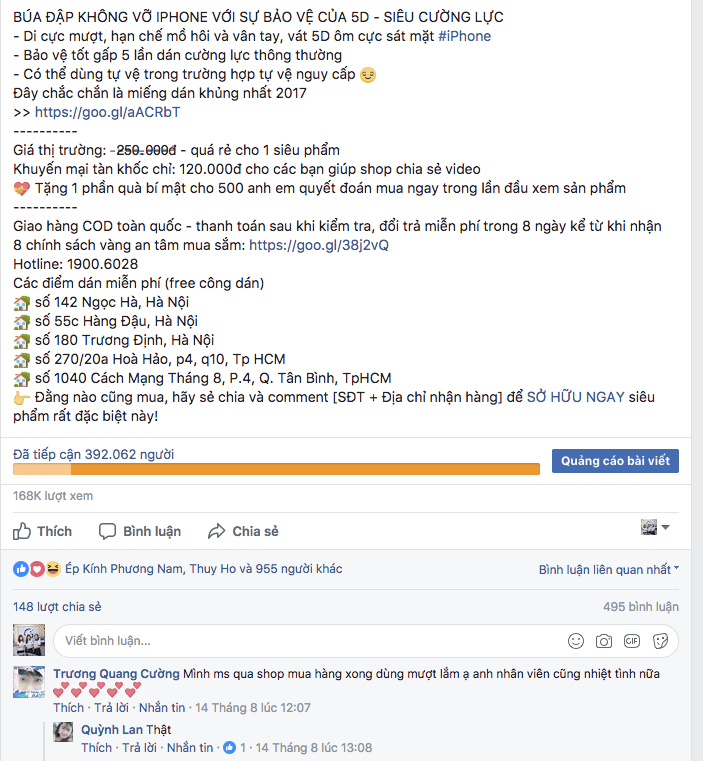 BÚA ĐẬP KHÔNG VỠ IPHONE VỚI SỰ BẢO VỆ CỦA 5D - SIÊU CƯỜNG LỰC
- Di cực mượt, hạn chế mồ hôi và vân tay, vát 5D ôm cực sát mặt #iPhone
- Bảo vệ tốt gấp 5 lần dán cường lực thông thường
- Có thể dùng tự vệ trong trường hợp tự vệ nguy cấp 😏
Đây chắc chắn là miếng dán khủng nhất 2017
>> https://goo.gl/aACRbT
----------
Giá thị trường: -250.000đ - quá rẻ cho 1 siêu phẩm
Khuyến mại tàn khốc chỉ: 120.000đ cho các bạn giúp shop chia sẻ video
💝 Tặng 1 phần quà bí mật cho 500 anh em quyết đoán mua ngay trong lần đầu xem sản phẩm
----------
Giao hàng COD toàn quốc - thanh toán sau khi kiểm tra, đổi trả miễn phí trong 8 ngày kể từ khi nhận
8 chính sách vàng an tâm mua sắm: https://goo.gl/38j2vQ
Hotline: 1900.6028
Các điểm dán miễn phí (free công dán)
🏡 số 142 Ngọc Hà, Hà Nội
🏡 số 55c Hàng Đậu, Hà Nội
🏡 số 180 Trương Định, Hà Nội
🏡 số 270/20a Hoà Hảo, p4, q10, Tp HCM
🏡 số 1040 Cách Mạng Tháng 8, P.4, Q. Tân Bình, TpHCM
👉 Đằng nào cũng mua, hãy sẻ chia và comment [SĐT + Địa chỉ nhận hàng] để SỞ HỮU NGAY siêu
phẩm rất đặc biệt này!
Đã tiếp cận 392.062 người
Quảng cáo bài viết
168K lượt xem
Thích Bình luận Chia sẻ
Ép Kính Phương Nam, Thuy Ho và 955 người khác
Bình luận liên quan nhất
148 lượt chia sẻ
495 bình luận
Viết bình luận...
GIF
Trương Quang Cường Mình ms qua shop mua hàng xong dùng mượt lắm ạ anh nhân viên cũng nhiệt tình nữa
💕💕💕💕💕
Thích · Trả lời · Nhắn tin · 14 Tháng 8 lúc 12:07
Quỳnh Lan Thật
Thích · Trả lời · Nhắn tin · 1 · 14 Tháng 8 lúc 13:08